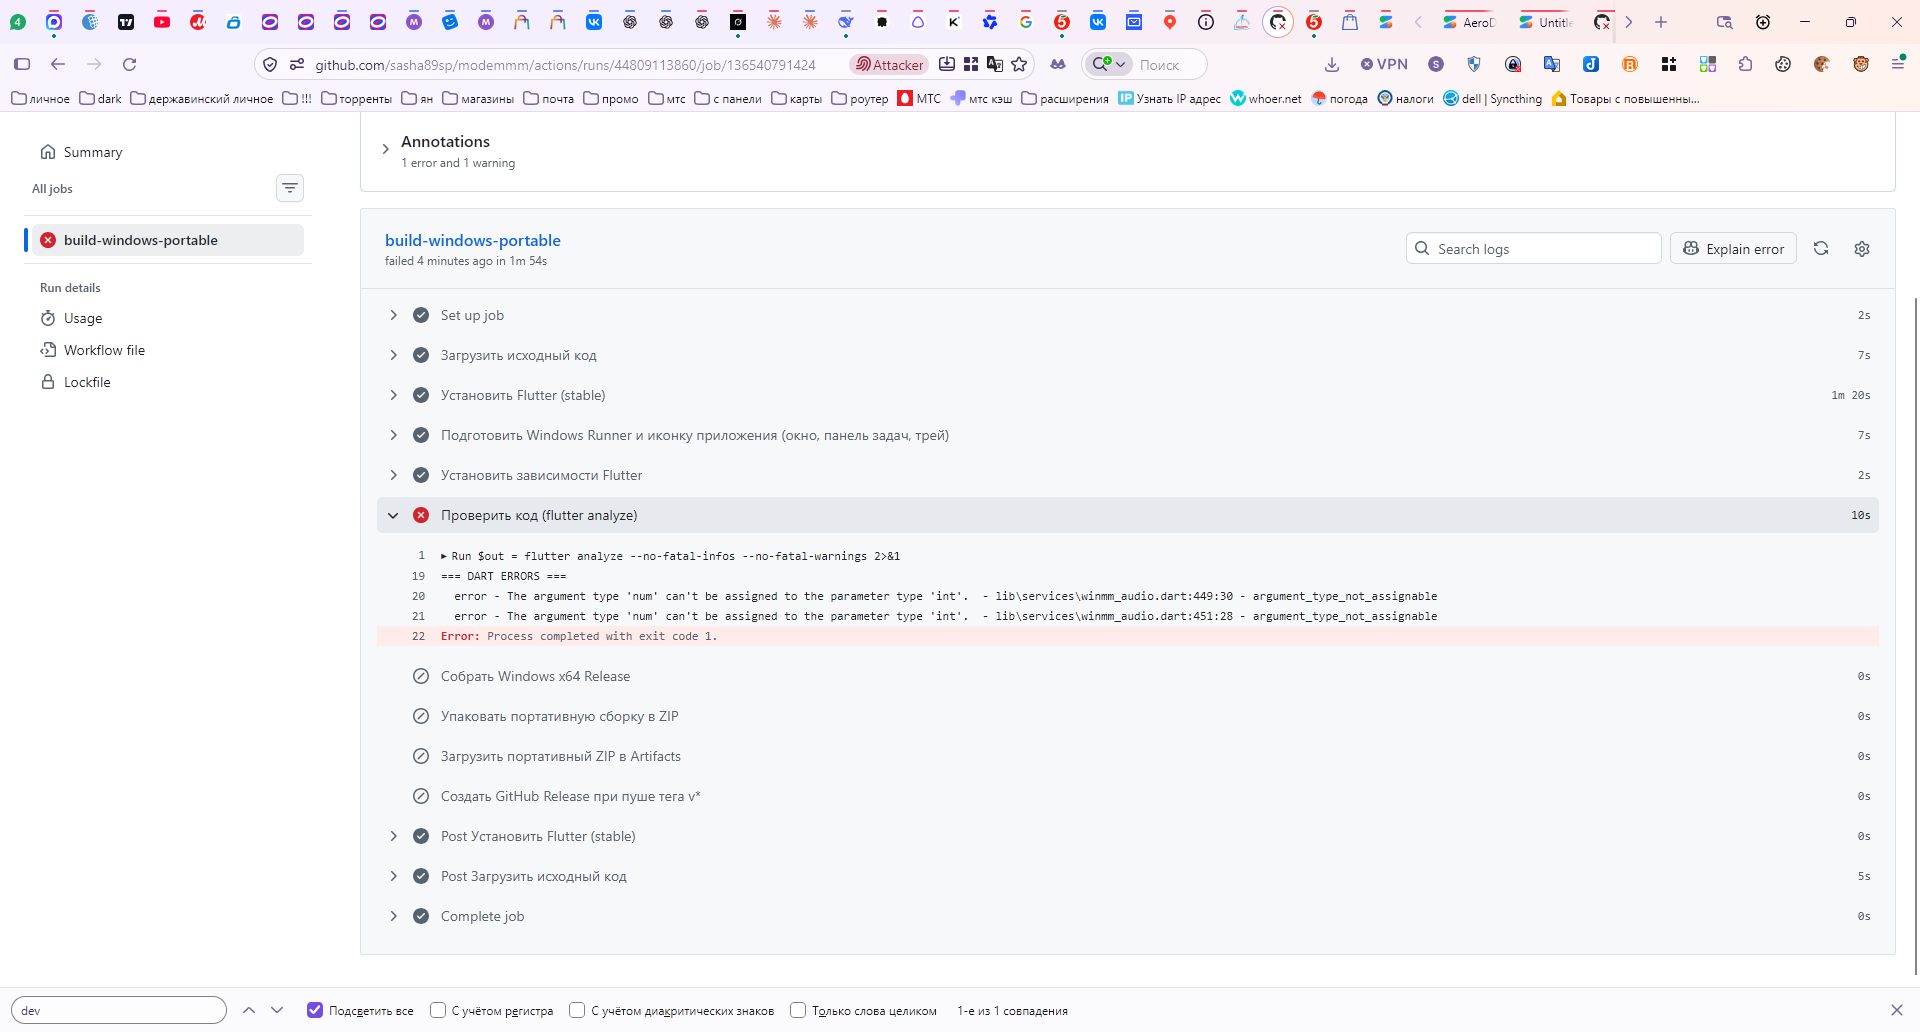 AeroD
Untitle
github.com/sasha89sp/modemmm/actions/runs/44809113860/job/136540791424
Attacker
Поиск
VPN
личное
dark
державинский личное
!!!
торренты
ян
магазины
почта
промо
мтс
с панели
карты
роутер
МТС
мтс кэш
расширения
Узнать IP адрес
whoer.net
погода
налоги
dell | Syncthing
Товары с повышенны...
Summary
All jobs
build-windows-portable
Run details
Usage
Workflow file
Lockfile
Annotations
1 error and 1 warning
build-windows-portable
failed 4 minutes ago in 1m 54s
Search logs
Explain error
Set up job 2s
Загрузить исходный код 7s
Установить Flutter (stable) 1m 20s
Подготовить Windows Runner и иконку приложения (окно, панель задач, трей) 7s
Установить зависимости Flutter 2s
Проверить код (flutter analyze) 10s
1 Run $out = flutter analyze --no-fatal-infos --no-fatal-warnings 2>&1
19 === DART ERRORS ===
20 error - The argument type 'num' can't be assigned to the parameter type 'int'. - lib\services\winmm_audio.dart:449:30 - argument_type_not_assignable
21 error - The argument type 'num' can't be assigned to the parameter type 'int'. - lib\services\winmm_audio.dart:451:28 - argument_type_not_assignable
22 Error: Process completed with exit code 1.
Собрать Windows x64 Release 0s
Упаковать портативную сборку в ZIP 0s
Загрузить портативный ZIP в Artifacts 0s
Создать GitHub Release при пуше тега v* 0s
Post Установить Flutter (stable) 0s
Post Загрузить исходный код 5s
Complete job 0s
dev
Подсветить все
С учётом регистра
С учётом диакритических знаков
Только слова целиком
1-е из 1 совпадения